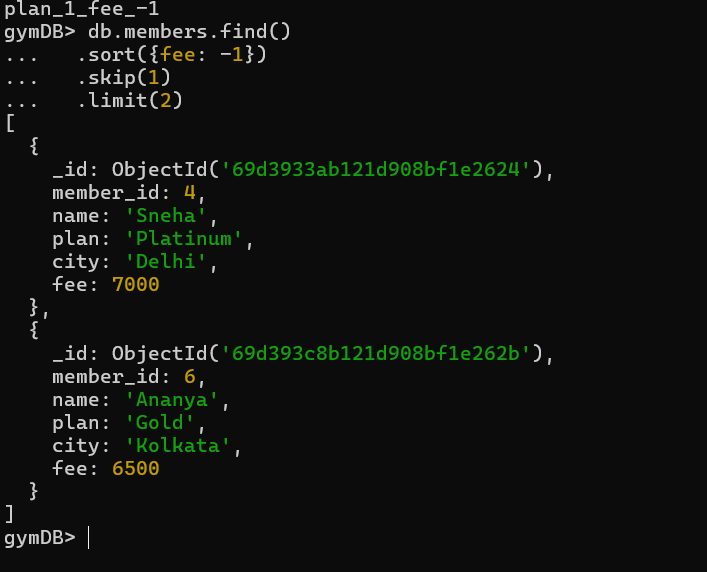 plan_1_fee_-1
gymDB> db.members.find()
...   .sort({fee: -1})
...   .skip(1)
...   .limit(2)
[
  {
    _id: ObjectId('69d3933ab121d908bf1e2624'),
    member_id: 4,
    name: 'Sneha',
    plan: 'Platinum',
    city: 'Delhi',
    fee: 7000
  },
  {
    _id: ObjectId('69d393c8b121d908bf1e262b'),
    member_id: 6,
    name: 'Ananya',
    plan: 'Gold',
    city: 'Kolkata',
    fee: 6500
  }
]
gymDB>